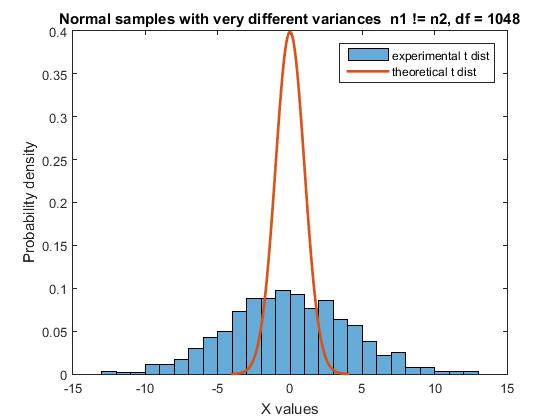 Normal samples with very different variances n1 != n2, df = 1048
experimental t dist
theoretical t dist
Probability density
0.4
0.35
0.3
0.25
0.2
0.15
0.1
0.05
0
-15 -10 -5 0 5 10 15
X values